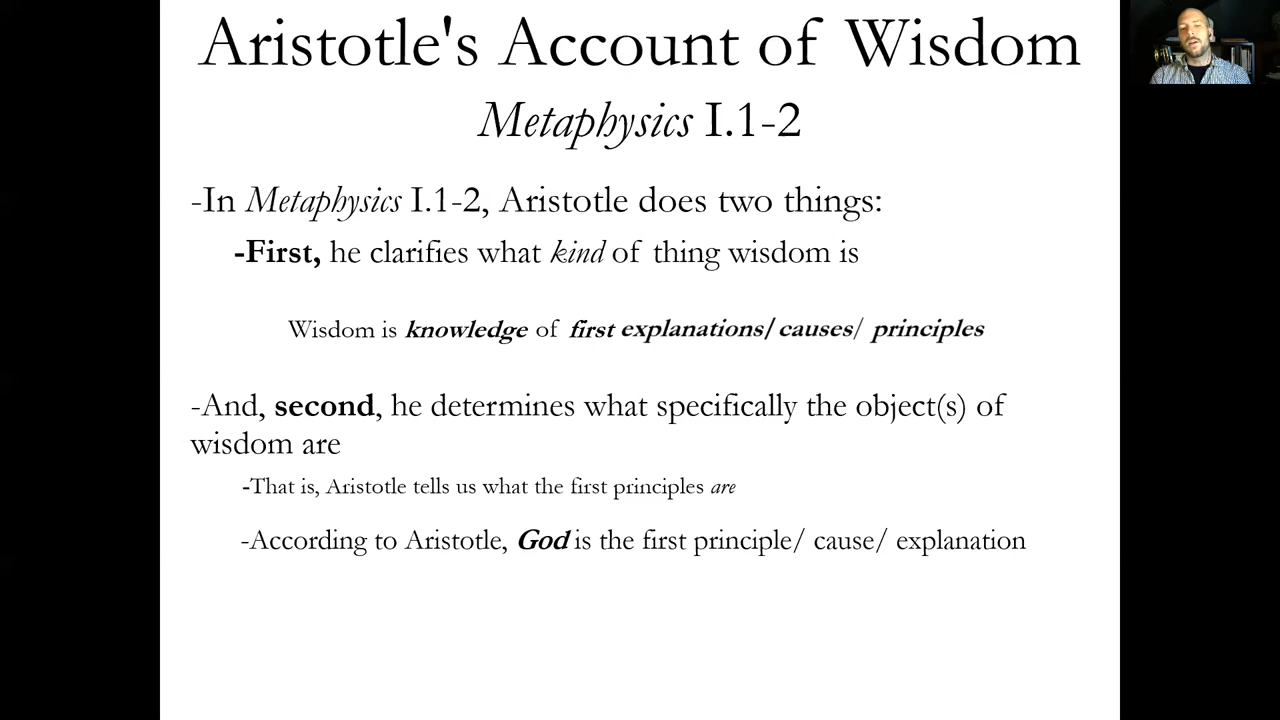 Aristotle's Account of Wisdom
Metaphysics I.1-2
-In Metaphysics I.1-2, Aristotle does two things:
-First, he clarifies what kind of thing wisdom is
Wisdom is knowledge of first explanations/ causes/ principles
-And, second, he determines what specifically the object(s) of
wisdom are
-That is, Aristotle tells us what the first principles are
-According to Aristotle, God is the first principle/ cause/ explanation